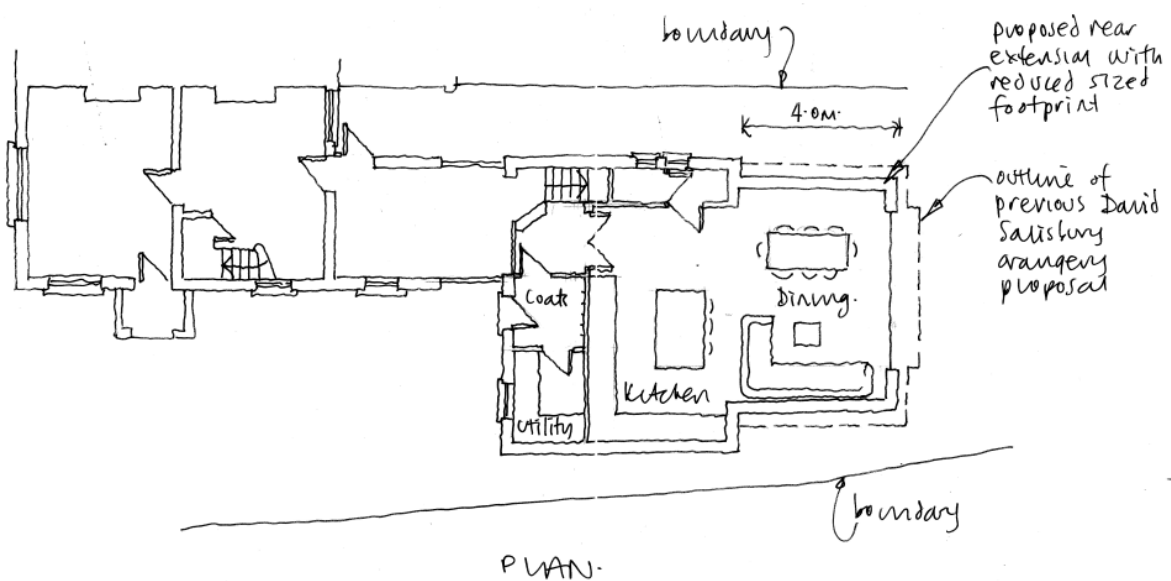 boundary
proposed rear
extension with
reduced sized
footprint
4.0m.
outline of
previous David
Salisbury
orangery
proposal
Coats
Dining.
Kitchen
Utility
boundary
PLAN.